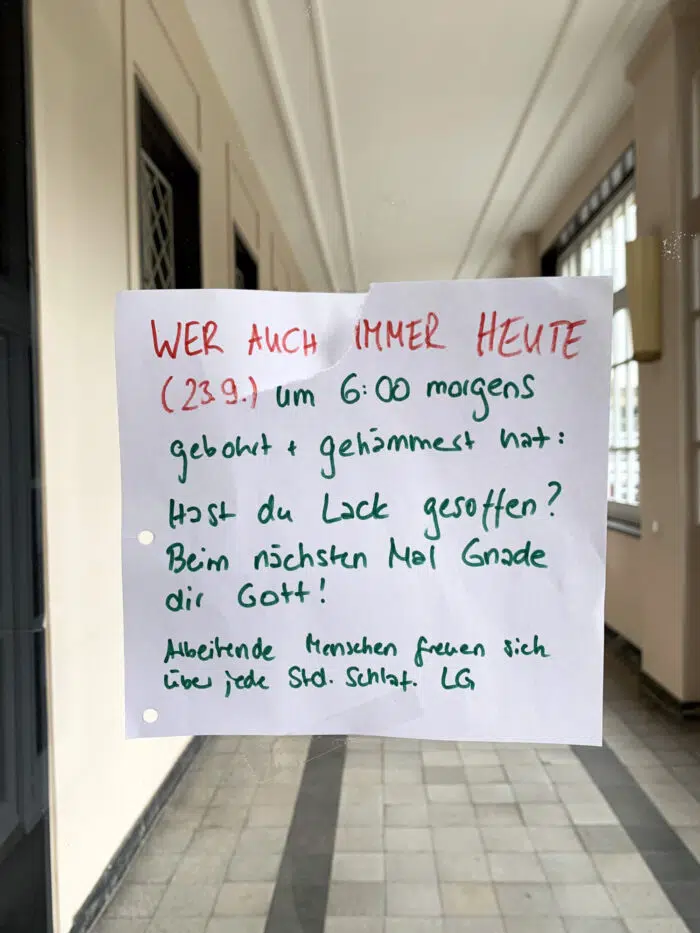 WER AUCH IMMER HEUTE
(23.9.) um 6:00 morgens
gebohrt + gehämmert hat:
Hast du Lack gesoffen?
Beim nächsten Mal Gnade
dir Gott!
Arbeitende Menschen freuen sich
über jede Std. Schlaf. LG